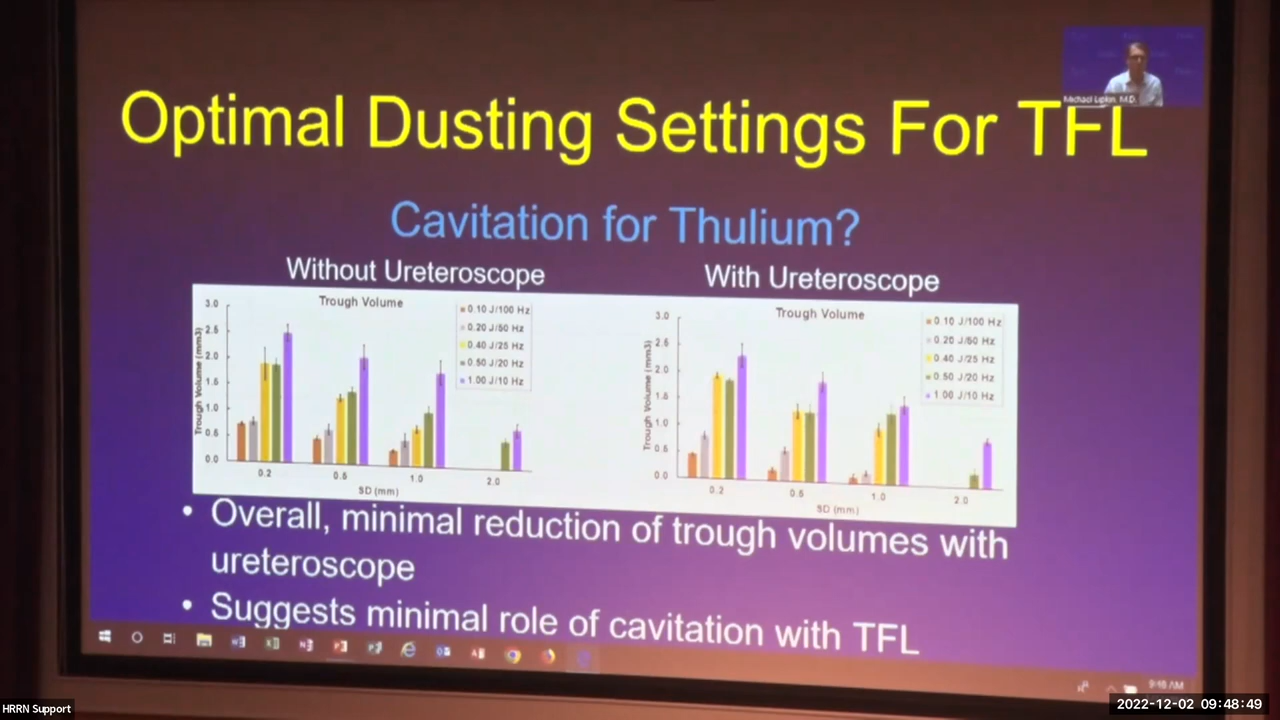 Michael Lipkin, M.D.
Optimal Dusting Settings For TFL
Cavitation for Thulium?
Without Ureteroscope
With Ureteroscope
Trough Volume
0.10 J/100 Hz
0.20 J/50 Hz
0.40 J/25 Hz
0.50 J/20 Hz
1.00 J/10 Hz
Trough Volume (mm3)
3.0
2.5
2.0
1.5
1.0
0.5
0.0
0.2
0.5
1.0
2.0
SD (mm)
Trough Volume
0.10 J/100 Hz
0.20 J/50 Hz
0.40 J/25 Hz
0.50 J/20 Hz
1.00 J/10 Hz
Trough Volume (mm3)
3.0
2.5
2.0
1.5
1.0
0.5
0.0
0.2
0.5
1.0
2.0
SD (mm)
• Overall, minimal reduction of trough volumes with
ureteroscope
• Suggests minimal role of cavitation with TFL
9:48 AM
HRRN Support
2022-12-02 09:48:49